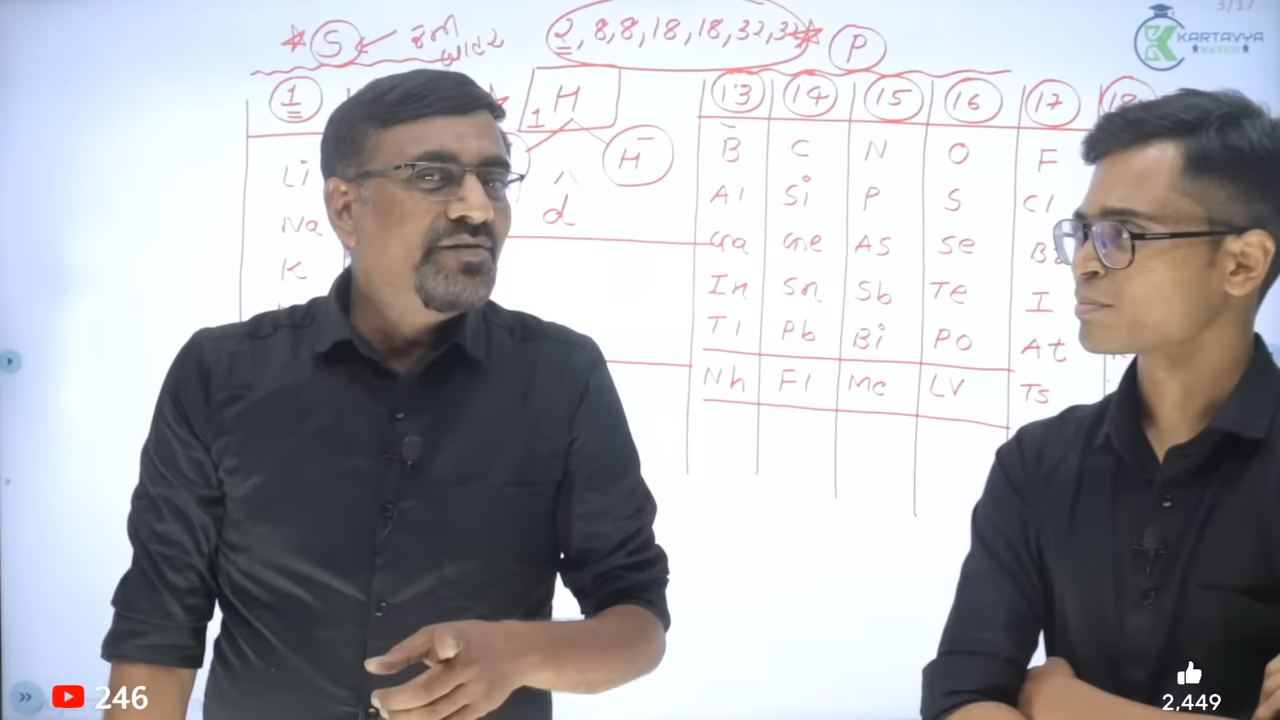 3/17
KARTAVYA
BATCH
S
2, 8, 8, 18, 18, 32, 32
P
1
H
1
13 14 15 16 17 18
H⁻
B C N O F
Li
Al Si P S Cl
d
Na
Ga Ge As Se
K
In Sn Sb Te I
Tl Pb Bi Po At
Nh Fl Mc Lv Ts
246
2,449